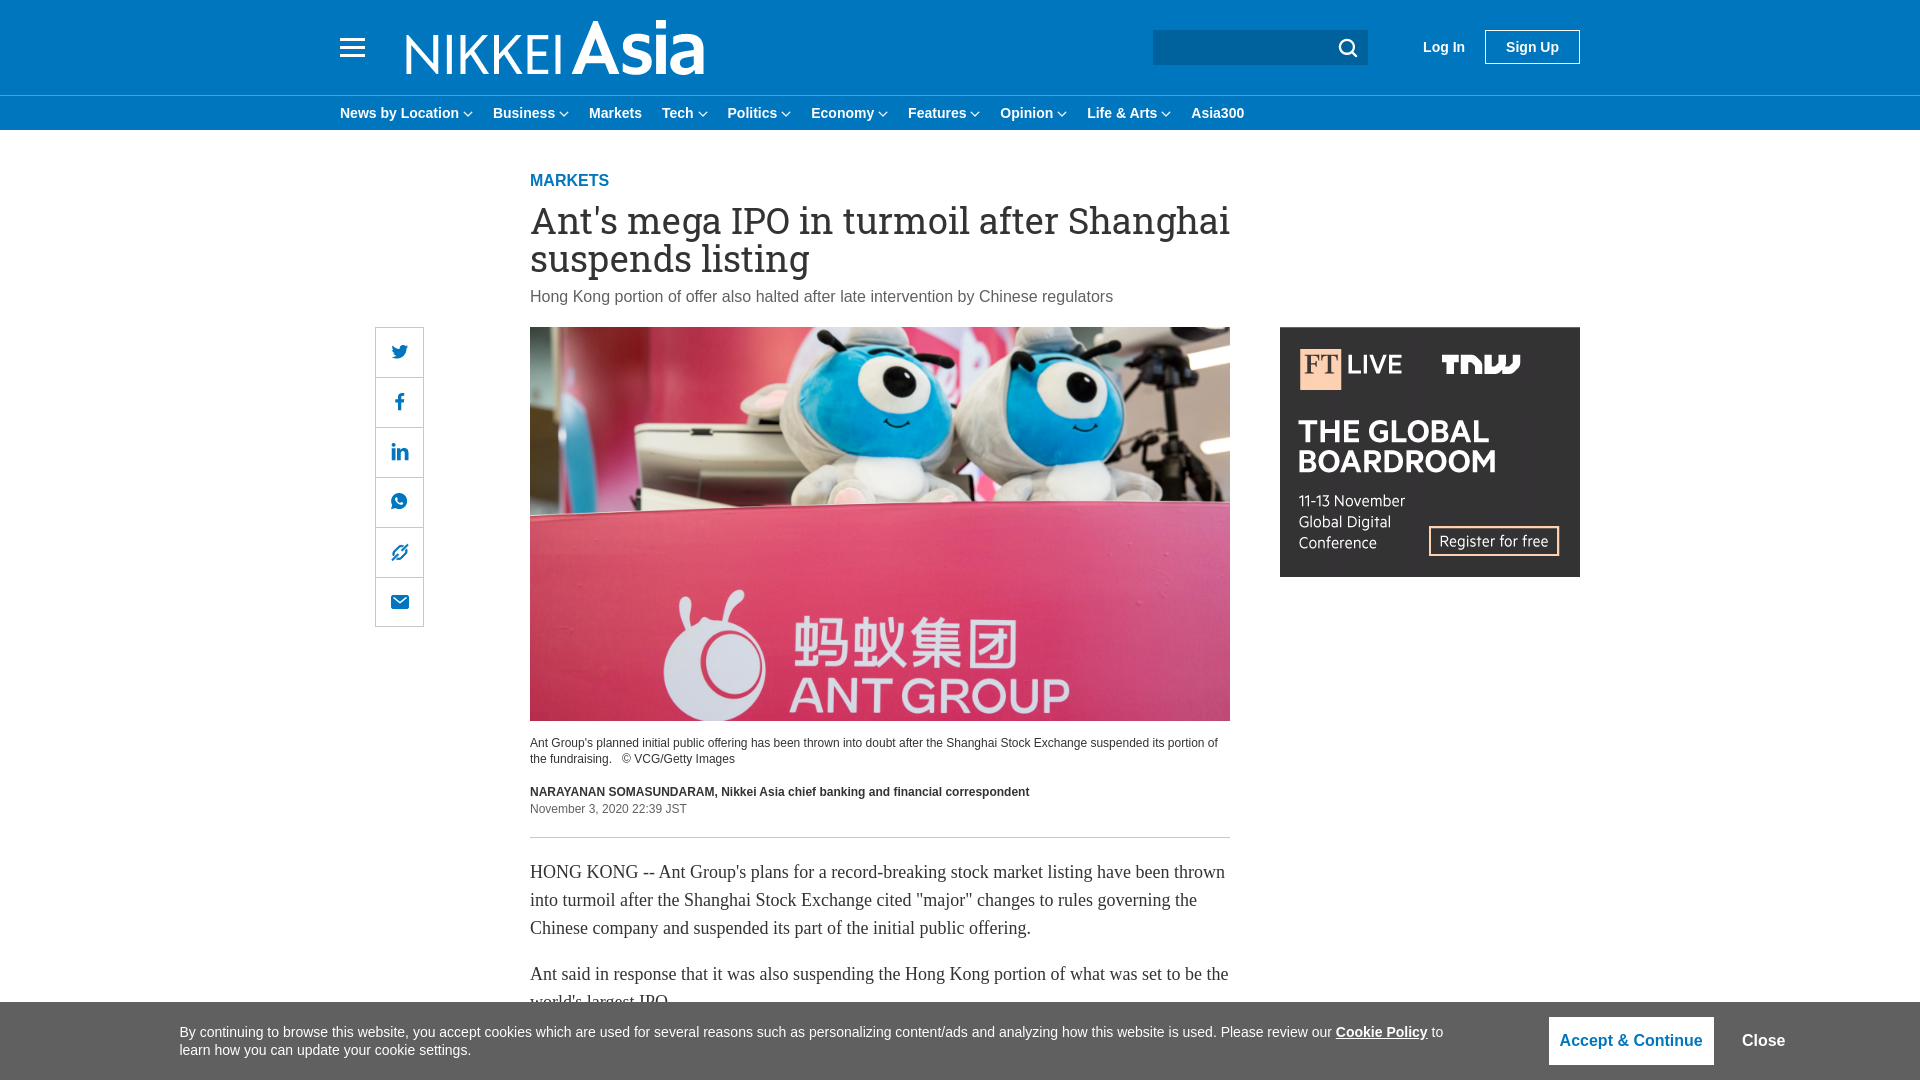 NIKKEI Asia
Log In
Sign Up
News by Location
Business
Markets
Tech
Politics
Economy
Features
Opinion
Life & Arts
Asia300
MARKETS
Ant's mega IPO in turmoil after Shanghai
suspends listing
Hong Kong portion of offer also halted after late intervention by Chinese regulators
蚂蚁集团
ANT GROUP
FT LIVE
TNW
THE GLOBAL
BOARDROOM
11-13 November
Global Digital
Conference
Register for free
Ant Group's planned initial public offering has been thrown into doubt after the Shanghai Stock Exchange suspended its portion of
the fundraising. © VCG/Getty Images
NARAYANAN SOMASUNDARAM, Nikkei Asia chief banking and financial correspondent
November 3, 2020 22:39 JST
HONG KONG -- Ant Group's plans for a record-breaking stock market listing have been thrown
into turmoil after the Shanghai Stock Exchange cited "major" changes to rules governing the
Chinese company and suspended its part of the initial public offering.
Ant said in response that it was also suspending the Hong Kong portion of what was set to be the
world's largest IPO.
By continuing to browse this website, you accept cookies which are used for several reasons such as personalizing content/ads and analyzing how this website is used. Please review our Cookie Policy to
learn how you can update your cookie settings.
Accept & Continue
Close